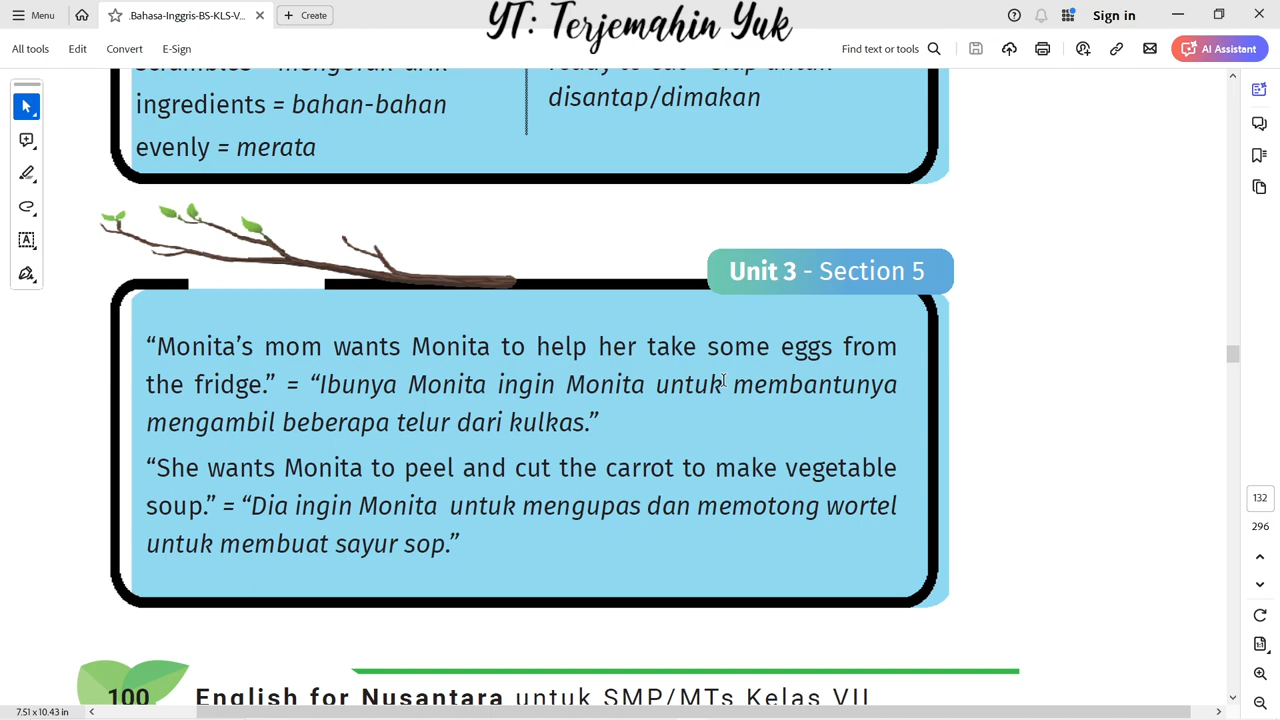 Menu
.Bahasa-Inggris-BS-KLS-V...
Create
YT: Terjemahin Yuk
Sign in
All tools
Edit
Convert
E-Sign
Find text or tools
AI Assistant
ingredients = bahan-bahan
evenly = merata
disantap/dimakan
Unit 3 - Section 5
“Monita’s mom wants Monita to help her take some eggs from
the fridge.” = “Ibunya Monita ingin Monita untuk membantunya
mengambil beberapa telur dari kulkas.”
“She wants Monita to peel and cut the carrot to make vegetable
soup.” = “Dia ingin Monita untuk mengupas dan memotong wortel
untuk membuat sayur sop.”
100
English for Nusantara untuk SMP/MTs Kelas VII
132
296
7.51 x 10.43 in